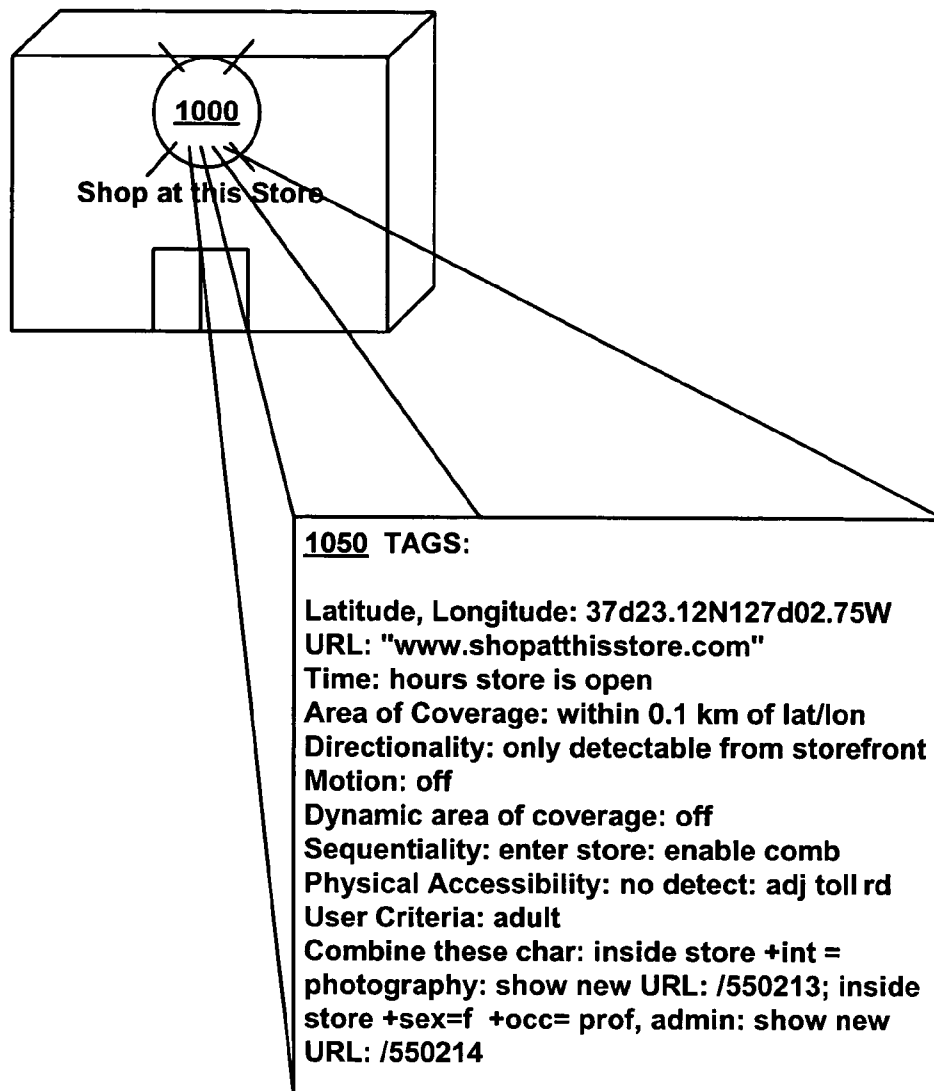 1000
Shop at this Store
1050 TAGS:
Latitude, Longitude: 37d23.12N127d02.75W
URL: "www.shopatthisstore.com"
Time: hours store is open
Area of Coverage: within 0.1 km of lat/lon
Directionality: only detectable from storefront
Motion: off
Dynamic area of coverage: off
Sequentiality: enter store: enable comb
Physical Accessibility: no detect: adj toll rd
User Criteria: adult
Combine these char: inside store +int =
photography: show new URL: /550213; inside
store +sex=f +occ= prof, admin: show new
URL: /550214